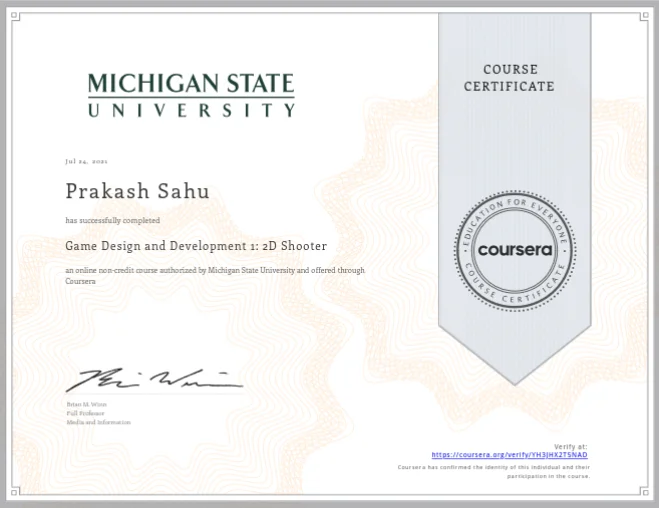 MICHIGAN STATE
UNIVERSITY
COURSE
CERTIFICATE
Jul 24, 2021
Prakash Sahu
has successfully completed
Game Design and Development 1: 2D Shooter
an online non-credit course authorized by Michigan State University and offered through
Coursera
EDUCATION FOR EVERYONE
coursera
COURSE CERTIFICATE
Brian M. Winn
Full Professor
Media and Information
Verify at:
https://coursera.org/verify/YH3JHX2TSNAD
Coursera has confirmed the identity of this individual and their
participation in the course.